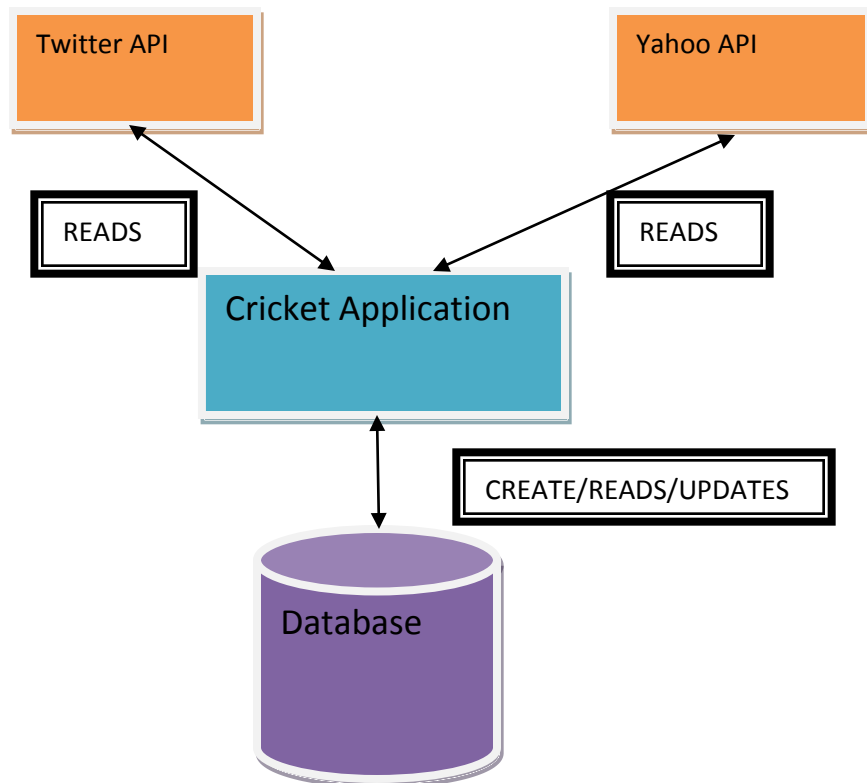 Twitter API
Yahoo API
READS
READS
Cricket Application
CREATE/READS/UPDATES
Database